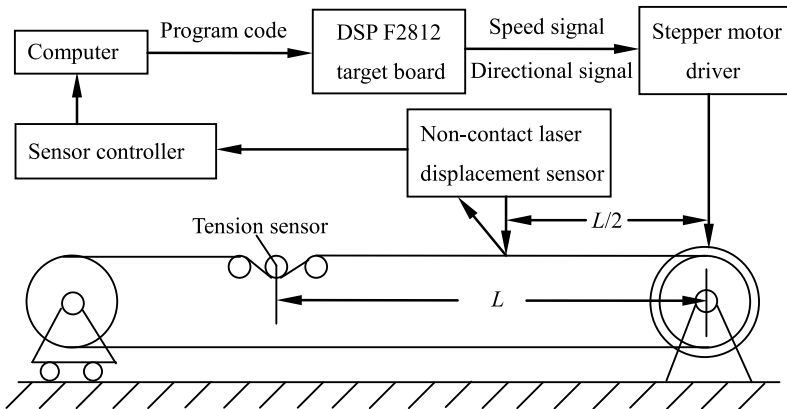 Computer
Program code
DSP F2812
target board
Speed signal
Directional signal
Stepper motor
driver
Sensor controller
Non-contact laser
displacement sensor
Tension sensor
L/2
L